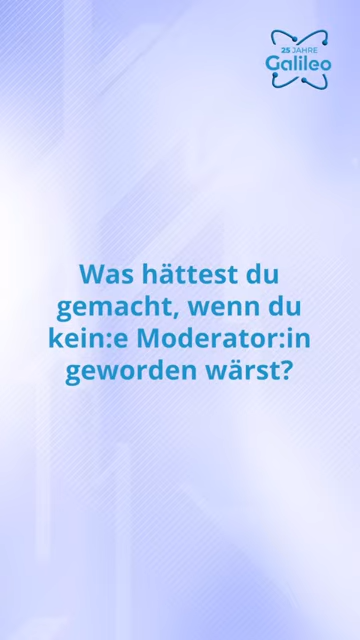 25 JAHRE
Galileo
Was hättest du
gemacht, wenn du
kein:e Moderator:in
geworden wärst?